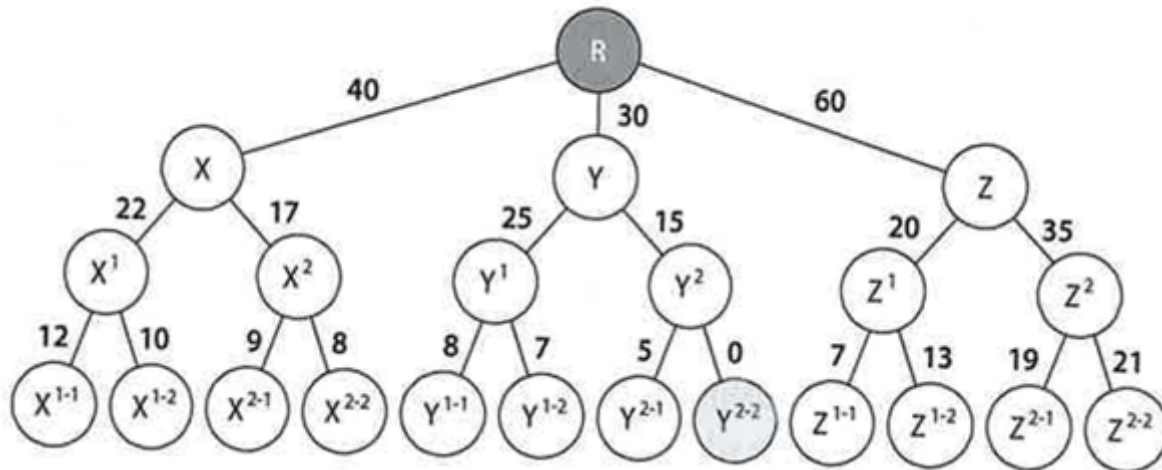 R
40 30 60
X Y Z
22 17 25 15 20 35
X¹ X² Y¹ Y² Z¹ Z²
12 10 9 8 8 7 5 0 7 13 19 21
X¹⁻¹ X¹⁻² X²⁻¹ X²⁻² Y¹⁻¹ Y¹⁻² Y²⁻¹ Y²⁻² Z¹⁻¹ Z¹⁻² Z²⁻¹ Z²⁻²